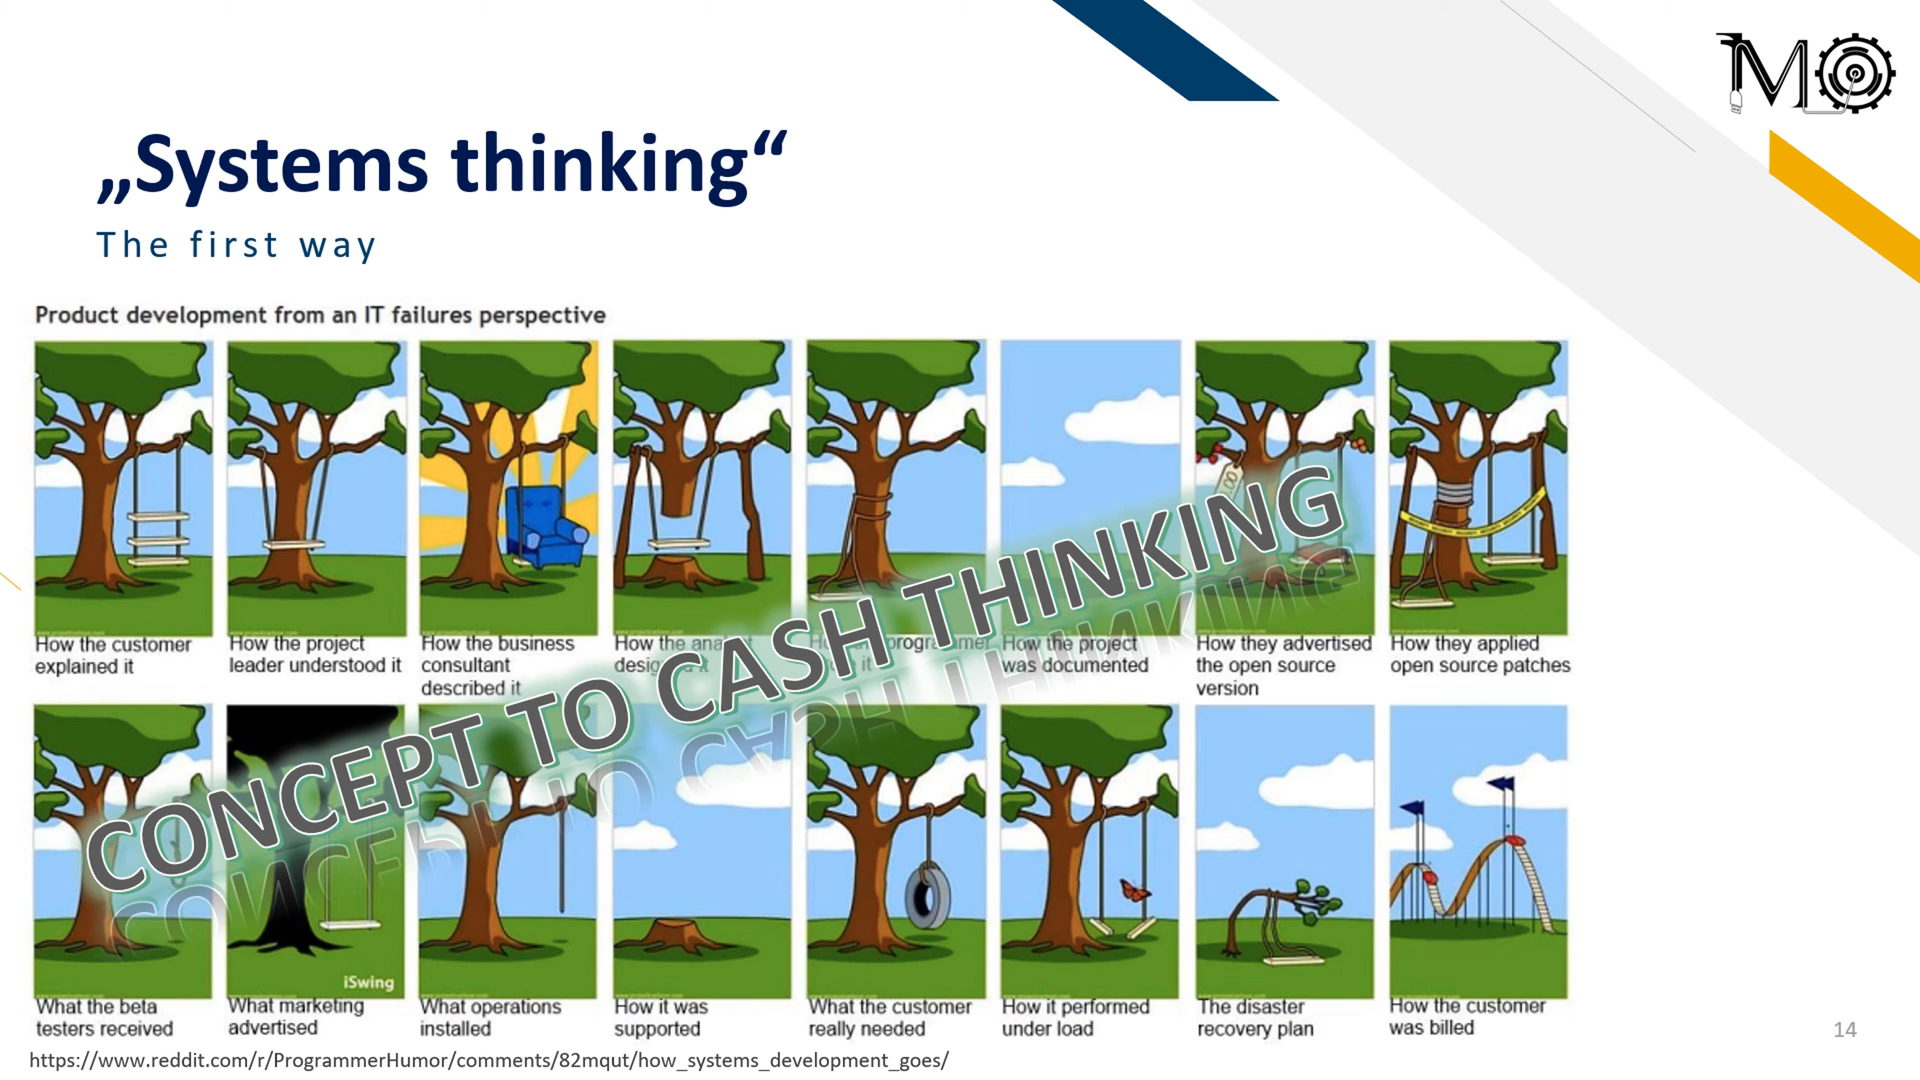 „Systems thinking“
The first way
Product development from an IT failures perspective
How the customer
explained it
How the project
leader understood it
How the business
consultant
described it
How the
How the project
was documented
How they advertised
the open source
version
How they applied
open source patches
CONCEPT TO CASH THINKING
iSwing
What the beta
testers received
What marketing
advertised
What operations
installed
How it was
supported
What the customer
really needed
How it performed
under load
The disaster
recovery plan
How the customer
was billed
https://www.reddit.com/r/ProgrammerHumor/comments/82mqut/how_systems_development_goes/
14